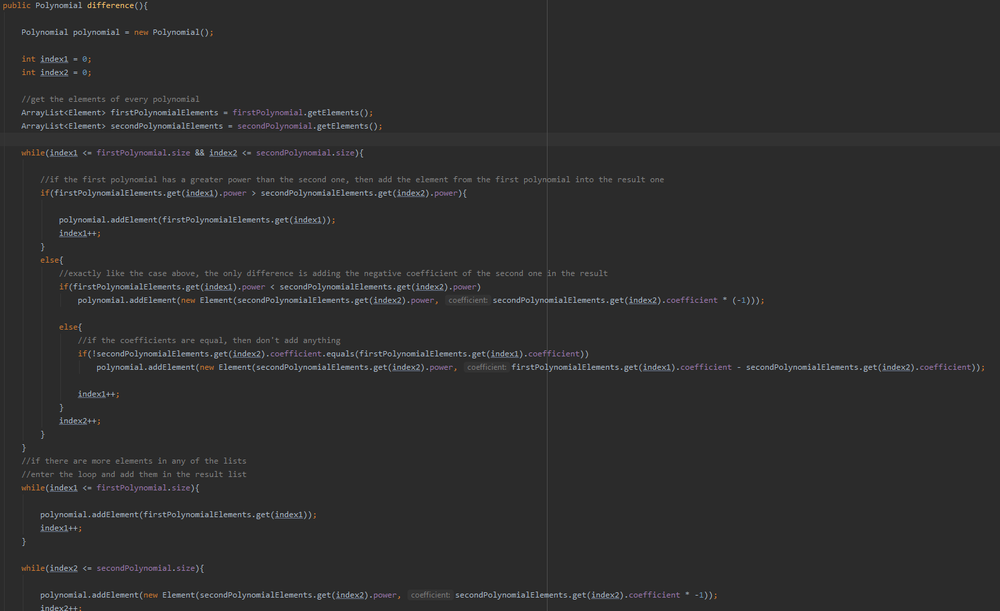 public Polynomial difference(){
Polynomial polynomial = new Polynomial();
int index1 = 0;
int index2 = 0;
//get the elements of every polynomial
ArrayList<Element> firstPolynomialElements = firstPolynomial.getElements();
ArrayList<Element> secondPolynomialElements = secondPolynomial.getElements();
while(index1 <= firstPolynomial.size && index2 <= secondPolynomial.size){
//if the first polynomial has a greater power than the second one, then add the element from the first polynomial into the result one
if(firstPolynomialElements.get(index1).power > secondPolynomialElements.get(index2).power){
polynomial.addElement(firstPolynomialElements.get(index1));
index1++;
}
else{
//exactly like the case above, the only difference is adding the negative coefficient of the second one in the result
if(firstPolynomialElements.get(index1).power < secondPolynomialElements.get(index2).power)
polynomial.addElement(new Element(secondPolynomialElements.get(index2).power, coefficient: secondPolynomialElements.get(index2).coefficient * (-1)));
else{
//if the coefficients are equal, then don't add anything
if(!secondPolynomialElements.get(index2).coefficient.equals(firstPolynomialElements.get(index1).coefficient))
polynomial.addElement(new Element(secondPolynomialElements.get(index2).power, coefficient: firstPolynomialElements.get(index1).coefficient - secondPolynomialElements.get(index2).coefficient));
index1++;
}
index2++;
}
}
//if there are more elements in any of the lists
//enter the loop and add them in the result list
while(index1 <= firstPolynomial.size){
polynomial.addElement(firstPolynomialElements.get(index1));
index1++;
}
while(index2 <= secondPolynomial.size){
polynomial.addElement(new Element(secondPolynomialElements.get(index2).power, coefficient: secondPolynomialElements.get(index2).coefficient * -1));
index2++;